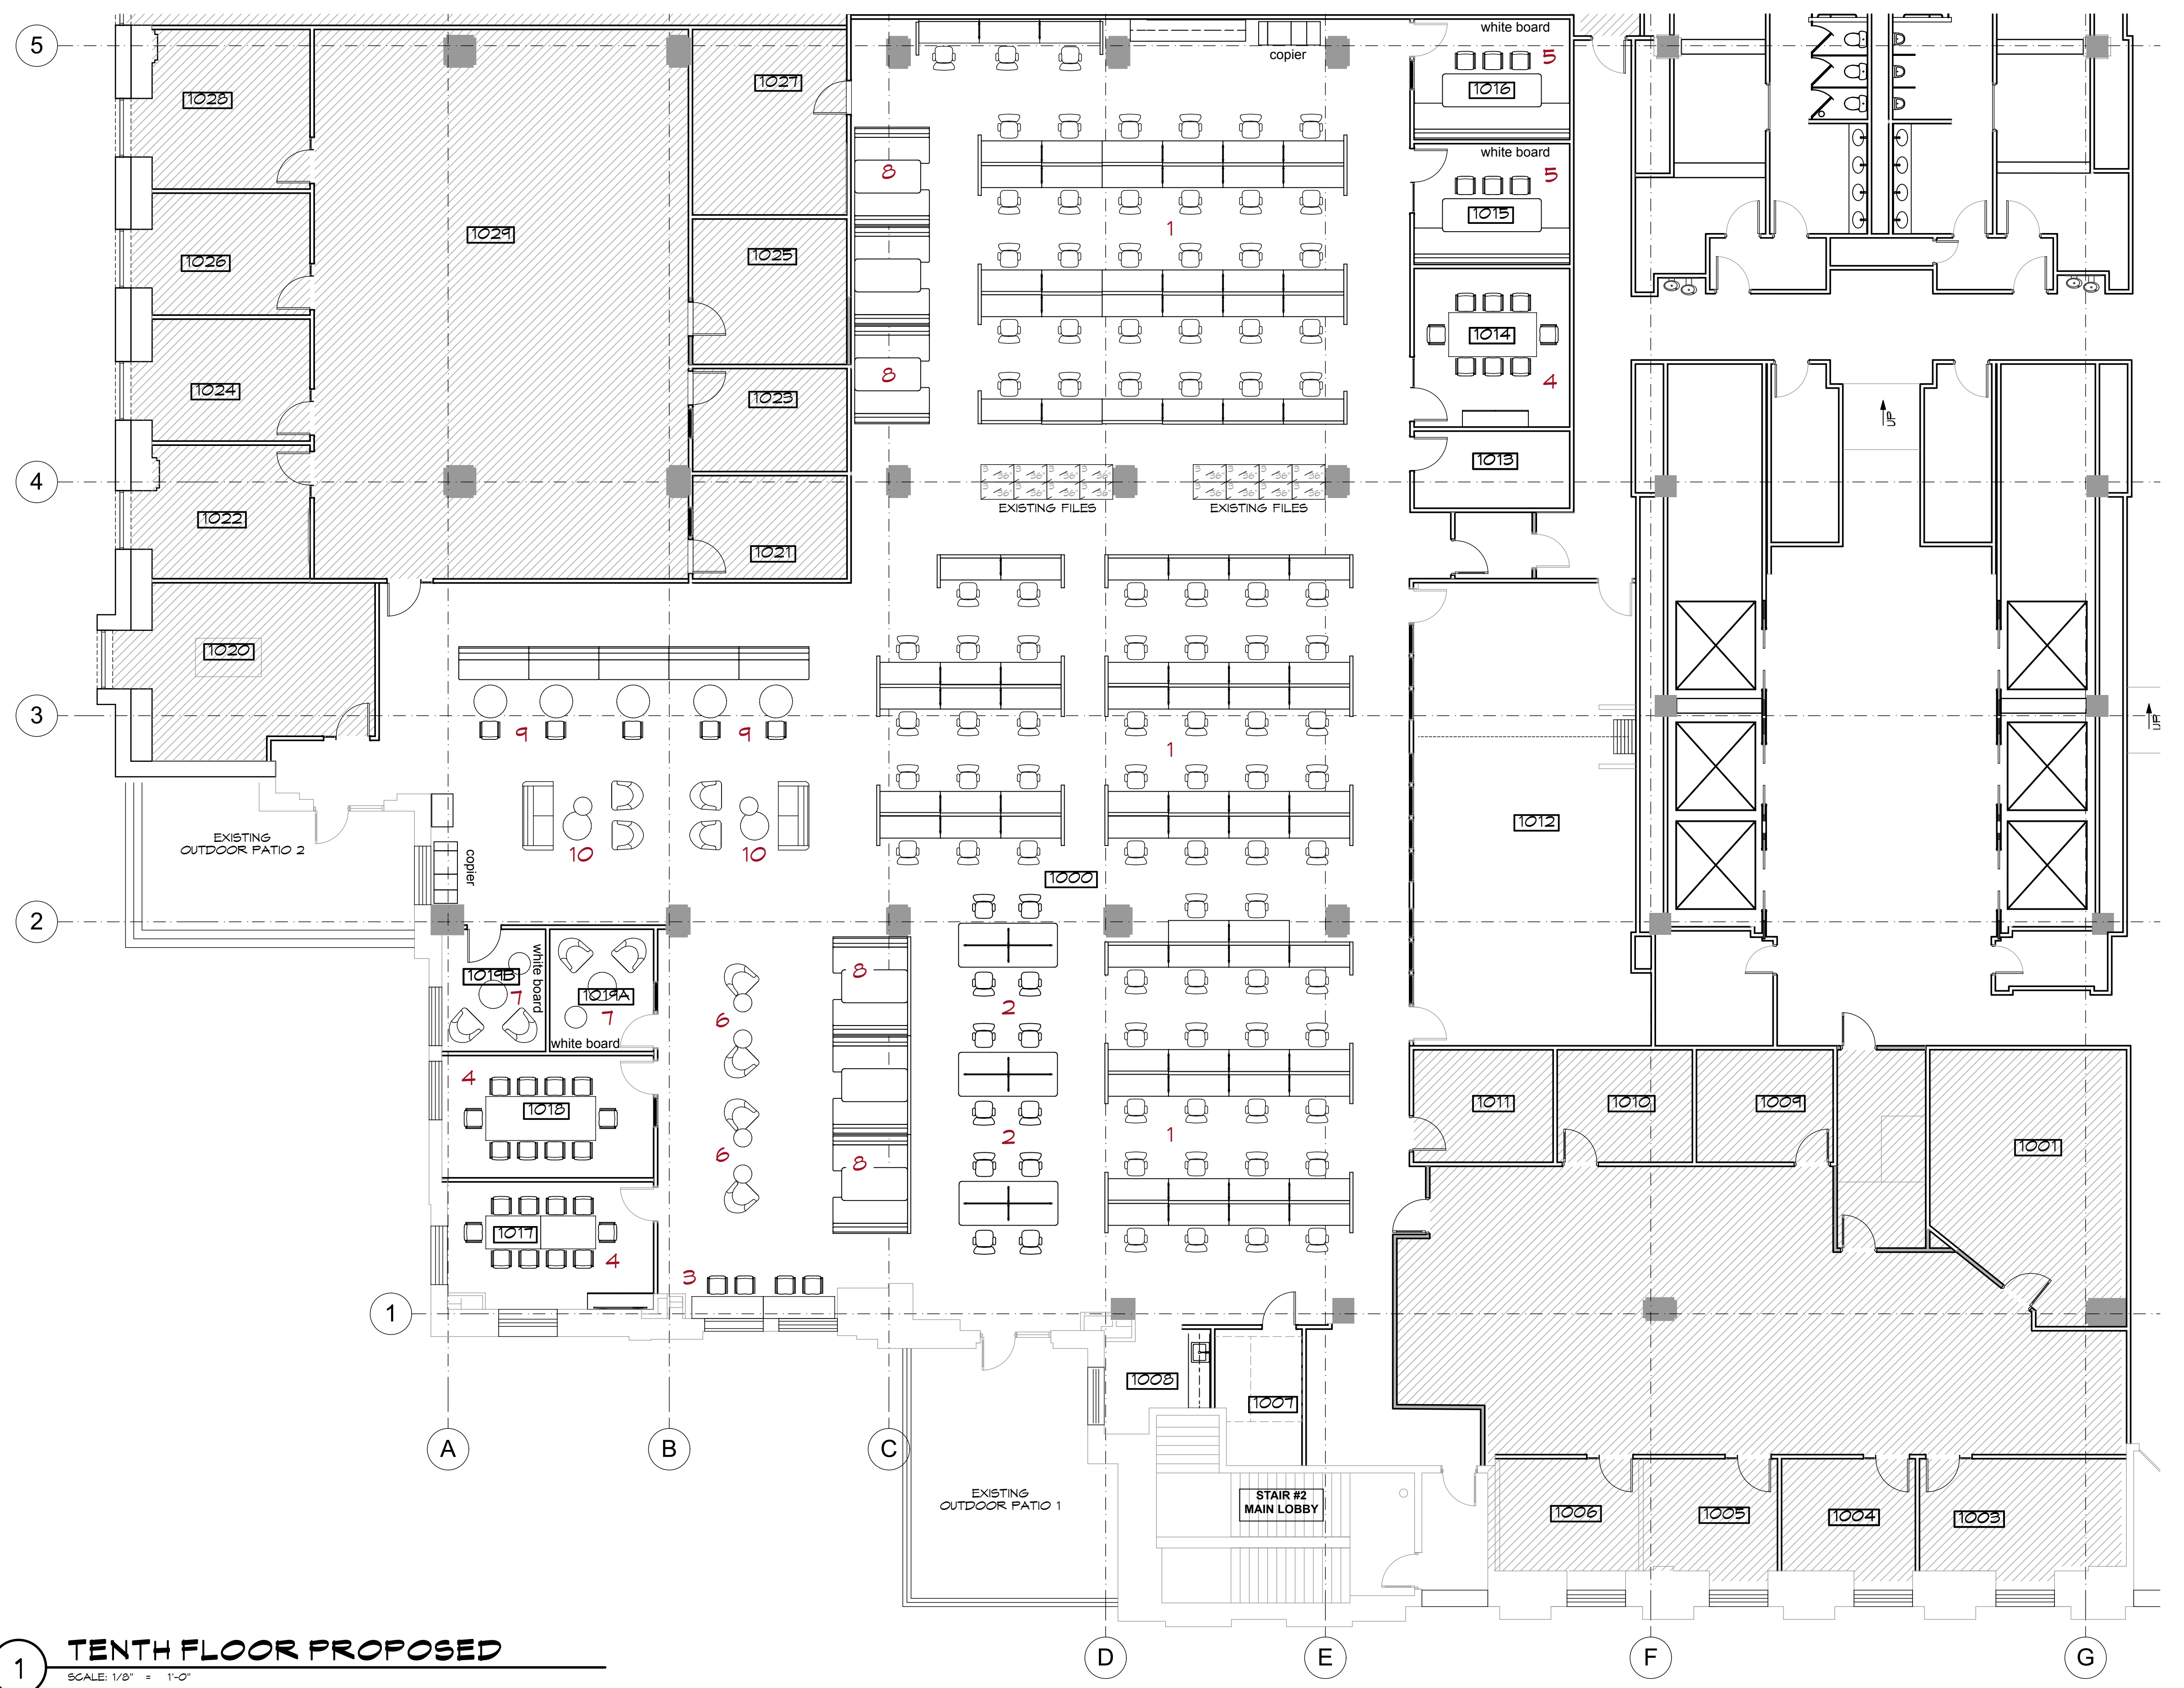 5
white board
5
1016
copier
1028
1027
white board
5
1015
8
1
1029
1026
1025
1014
4
8
1024
1023
UP
1013
4
3 36"
EXISTING FILES
EXISTING FILES
1022
1021
1020
3
9
9
1
UP
1012
EXISTING
OUTDOOR PATIO 2
10
10
copier
1000
2
1019B
white board
7
1019A
7
white board
8
6
2
4
1018
6
8
2
1
1011
1010
1009
1001
1017
4
3
1
1008
1007
A
B
C
EXISTING
OUTDOOR PATIO 1
STAIR #2
MAIN LOBBY
1006
1005
1004
1003
D
E
F
G
1
TENTH FLOOR PROPOSED
SCALE: 1/8" = 1'-0"